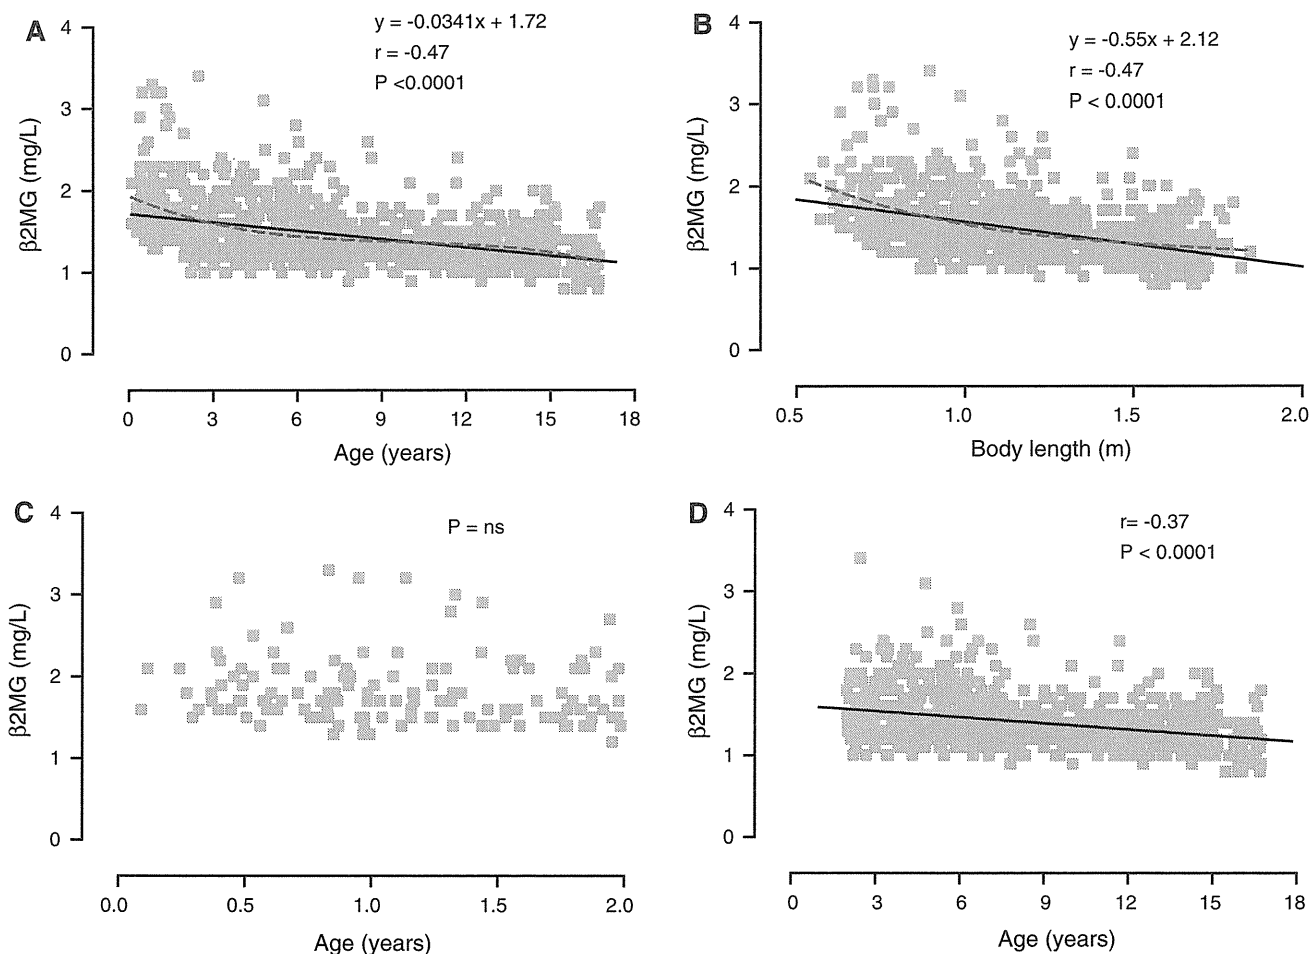 A
y = -0.0341x + 1.72
r = -0.47
P <0.0001
β2MG (mg/L)
4
3
2
1
0
0 3 6 9 12 15 18
Age (years)
B
y = -0.55x + 2.12
r = -0.47
P < 0.0001
β2MG (mg/L)
4
3
2
1
0
0.5 1.0 1.5 2.0
Body length (m)
C
P = ns
β2MG (mg/L)
4
3
2
1
0
0.0 0.5 1.0 1.5 2.0
Age (years)
D
r= -0.37
P < 0.0001
β2MG (mg/L)
4
3
2
1
0
0 3 6 9 12 15 18
Age (years)